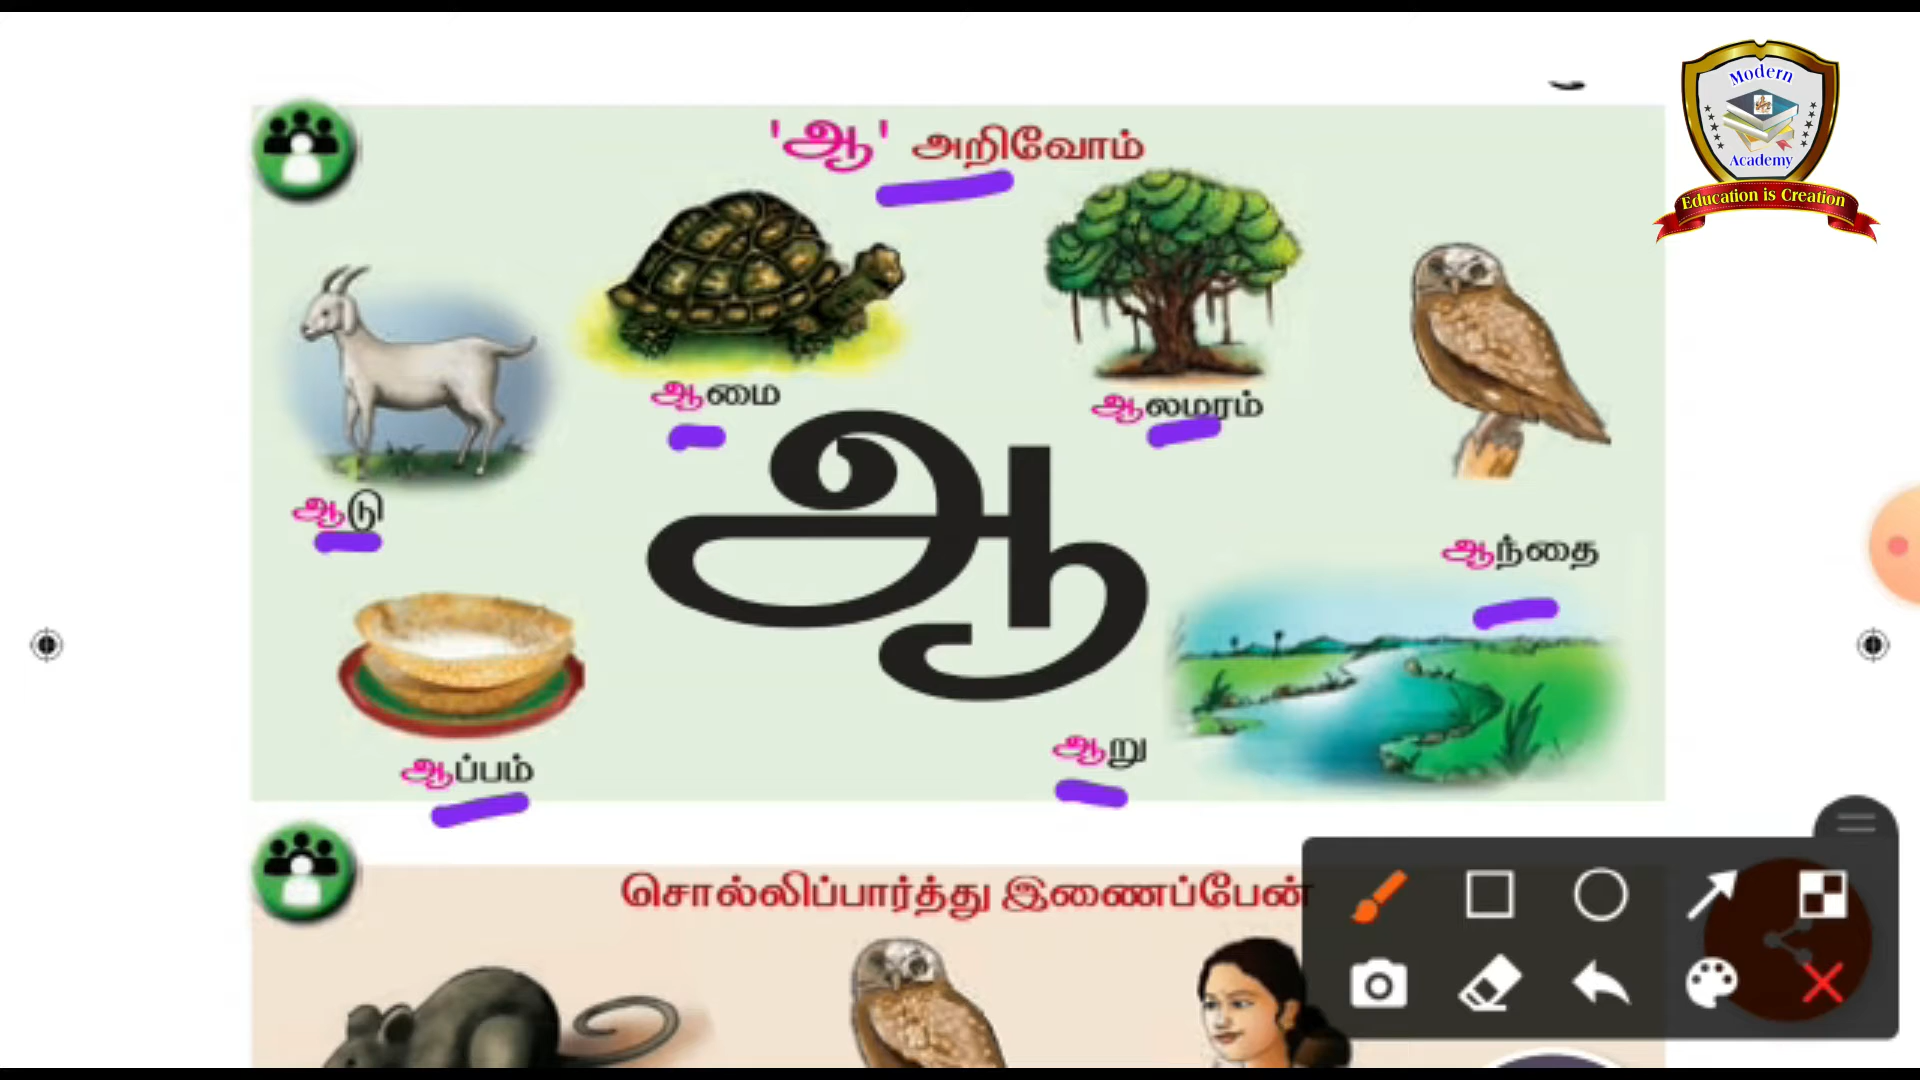 'ஆ' அறிவோம்
ஆமை
ஆலமரம்
ஆடு
ஆந்தை
ஆ
ஆப்பம்
ஆறு
சொல்லிப்பார்த்து இணைப்பேன்
Modern
Academy
Education is Creation